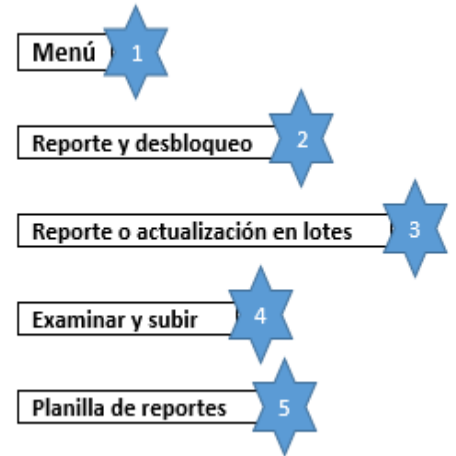 Menú 1
Reporte y desbloqueo 2
Reporte o actualización en lotes 3
Examinar y subir 4
Planilla de reportes 5